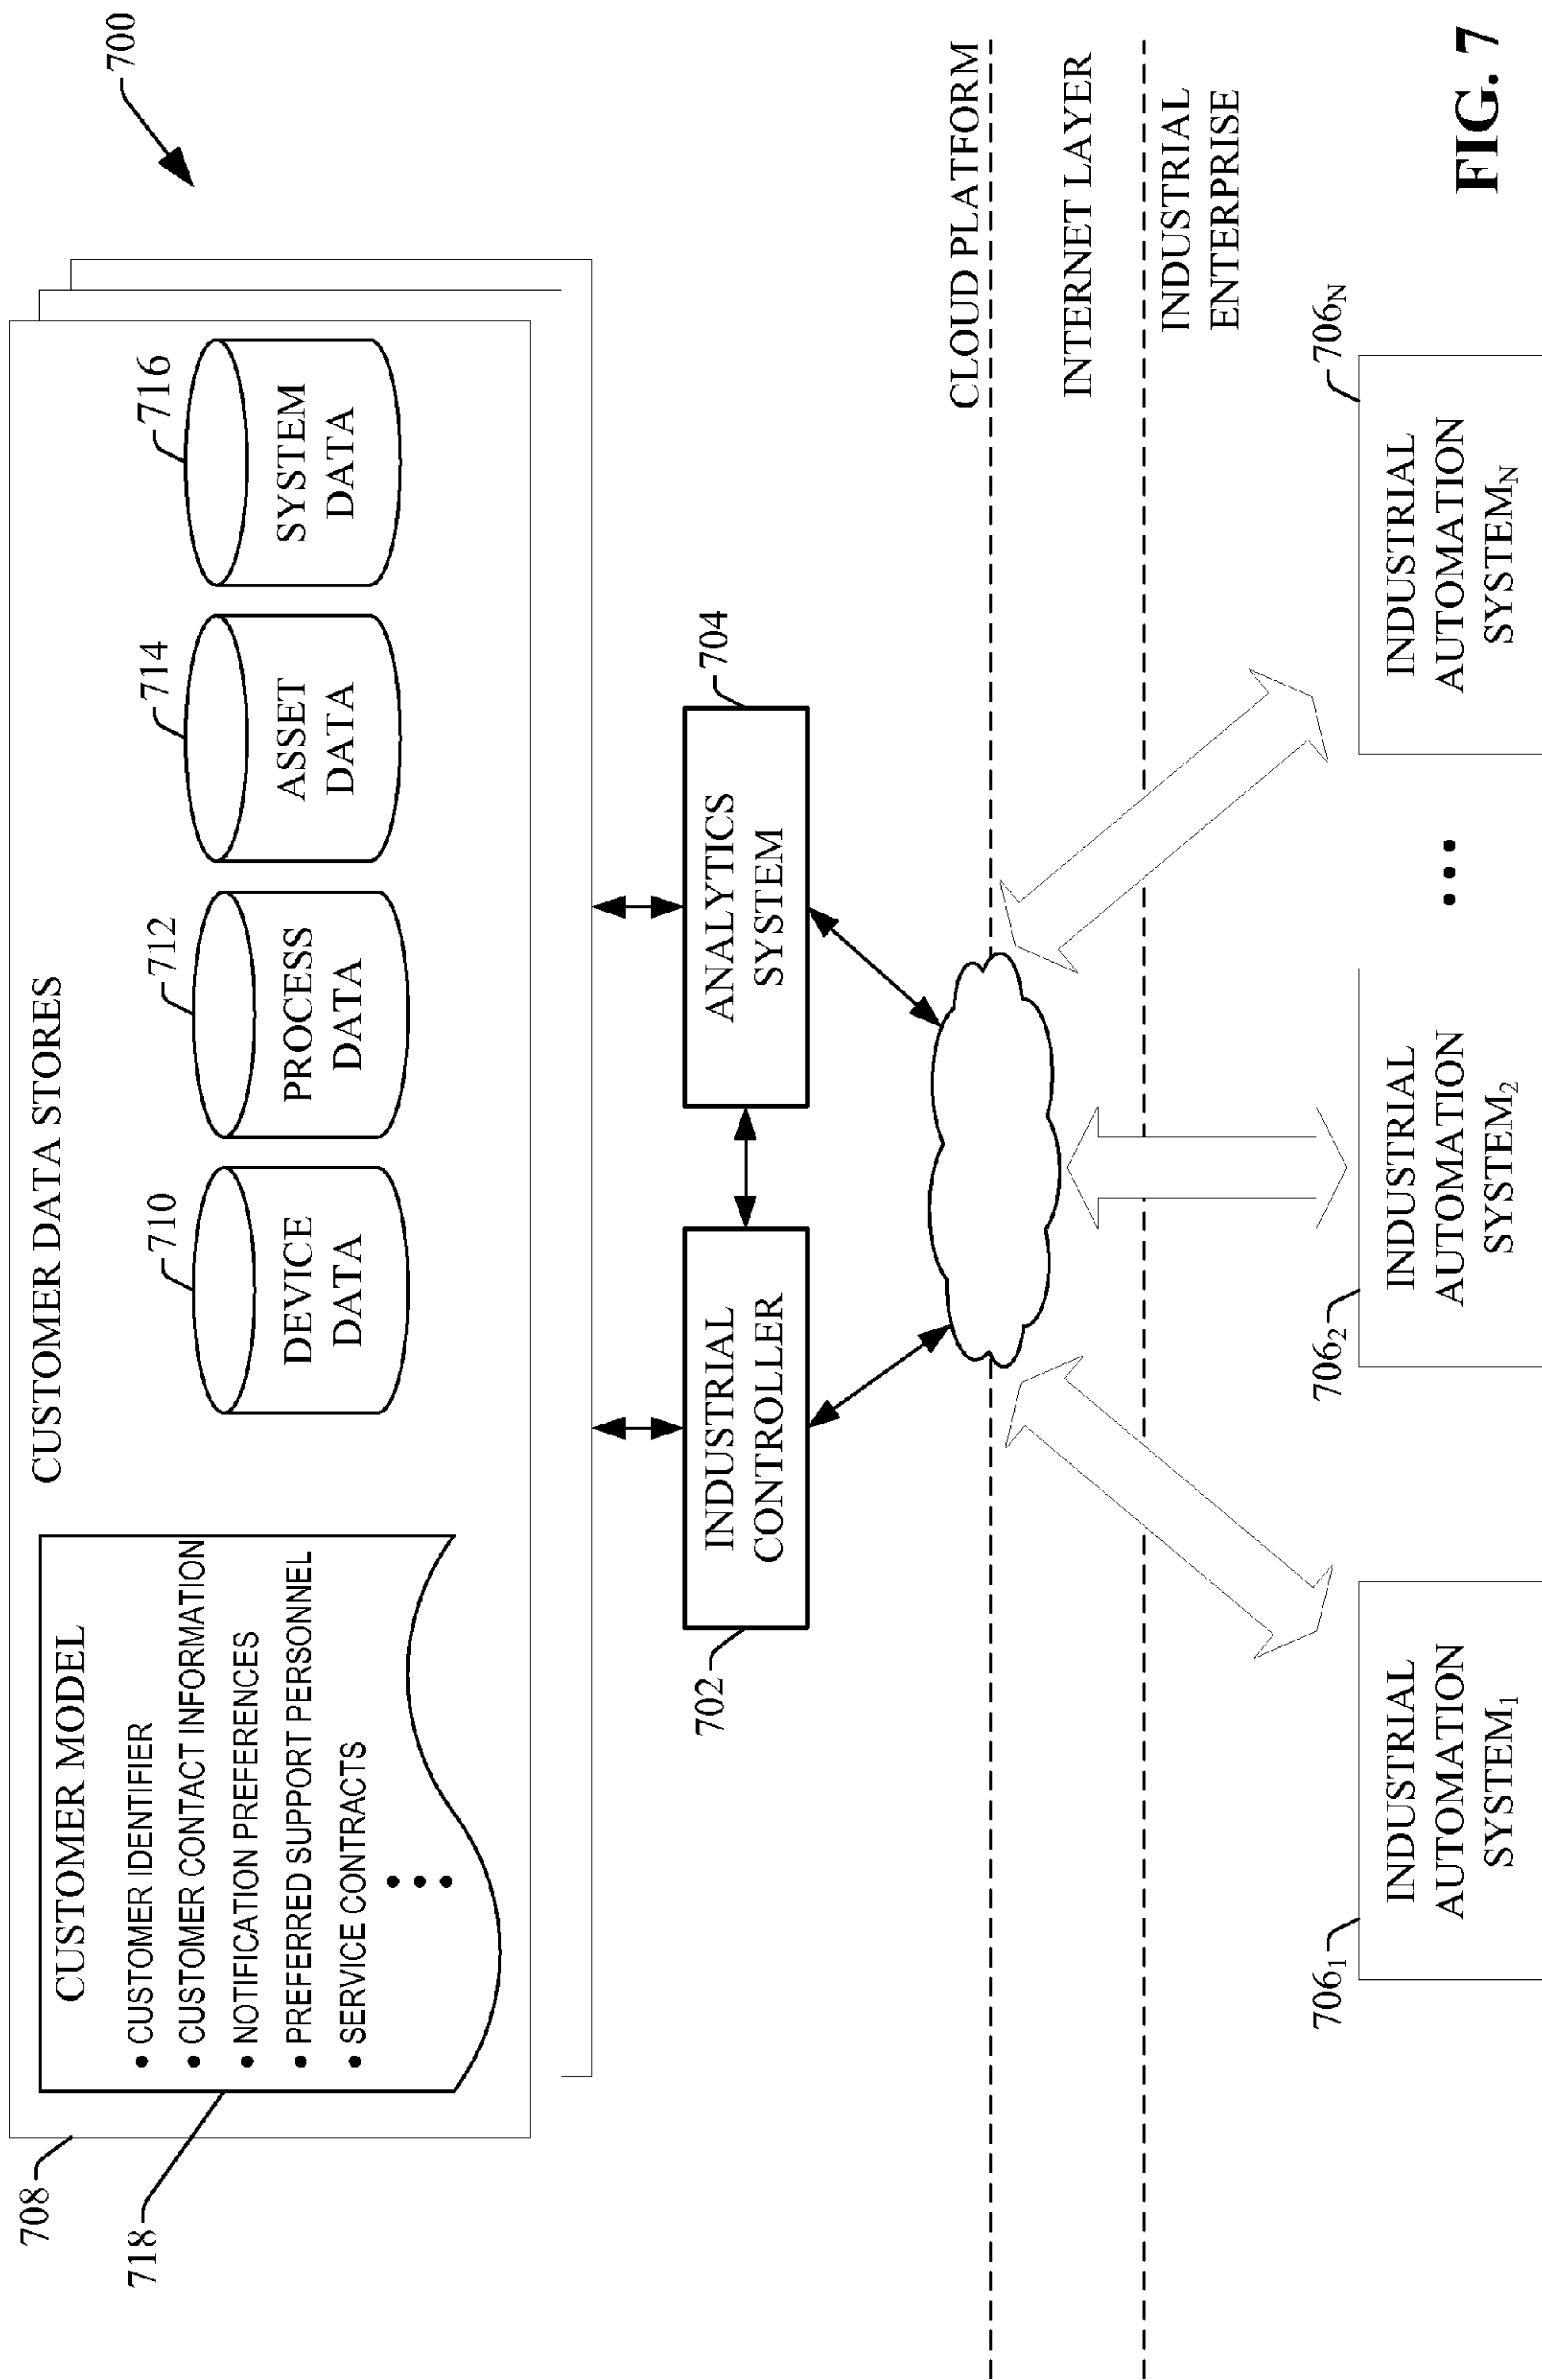 700
CUSTOMER DATA STORES
708
718
CUSTOMER MODEL
• CUSTOMER IDENTIFIER
• CUSTOMER CONTACT INFORMATION
• NOTIFICATION PREFERENCES
• PREFERRED SUPPORT PERSONNEL
• SERVICE CONTRACTS
710
DEVICE
DATA
712
PROCESS
DATA
714
ASSET
DATA
716
SYSTEM
DATA
702
INDUSTRIAL
CONTROLLER
704
ANALYTICS
SYSTEM
CLOUD PLATFORM
INTERNET LAYER
INDUSTRIAL
ENTERPRISE
706₁
INDUSTRIAL
AUTOMATION
SYSTEM₁
706₂
INDUSTRIAL
AUTOMATION
SYSTEM₂
...
706N
INDUSTRIAL
AUTOMATION
SYSTEMN
FIG. 7